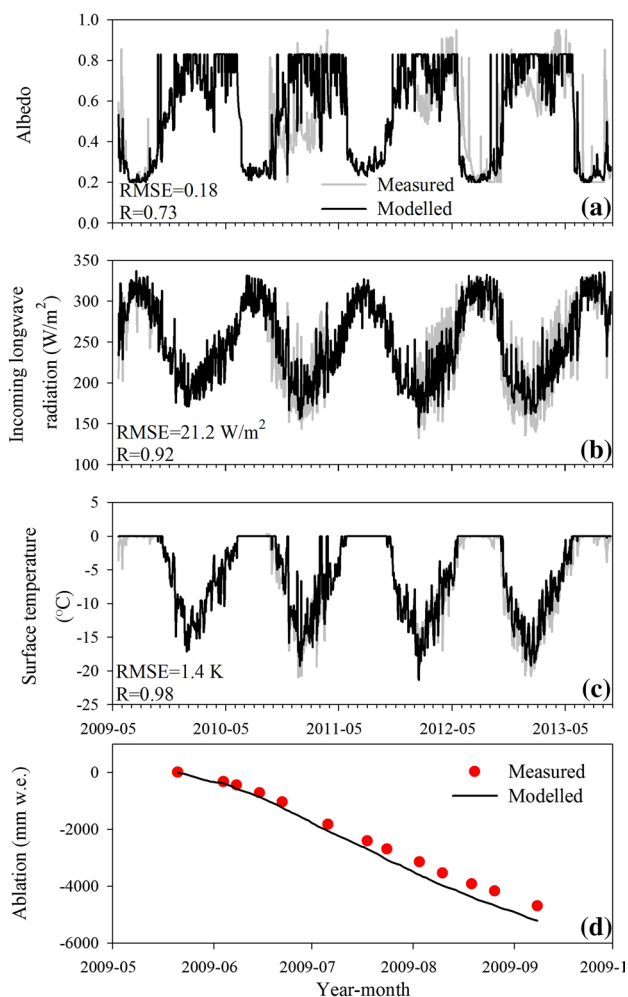 1.0
0.8
0.6
0.4
0.2
0.0
Albedo
RMSE=0.18
R=0.73
Measured
Modelled
(a)
350
300
250
200
150
100
Incoming longwave
radiation (W/m²)
RMSE=21.2 W/m²
R=0.92
(b)
5
0
-5
-10
-15
-20
-25
Surface temperature
(°C)
RMSE=1.4 K
R=0.98
(c)
2009-05 2010-05 2011-05 2012-05 2013-05
0
-2000
-4000
-6000
Ablation (mm w.e.)
Measured
Modelled
(d)
2009-05 2009-06 2009-07 2009-08 2009-09 2009-1
Year-month